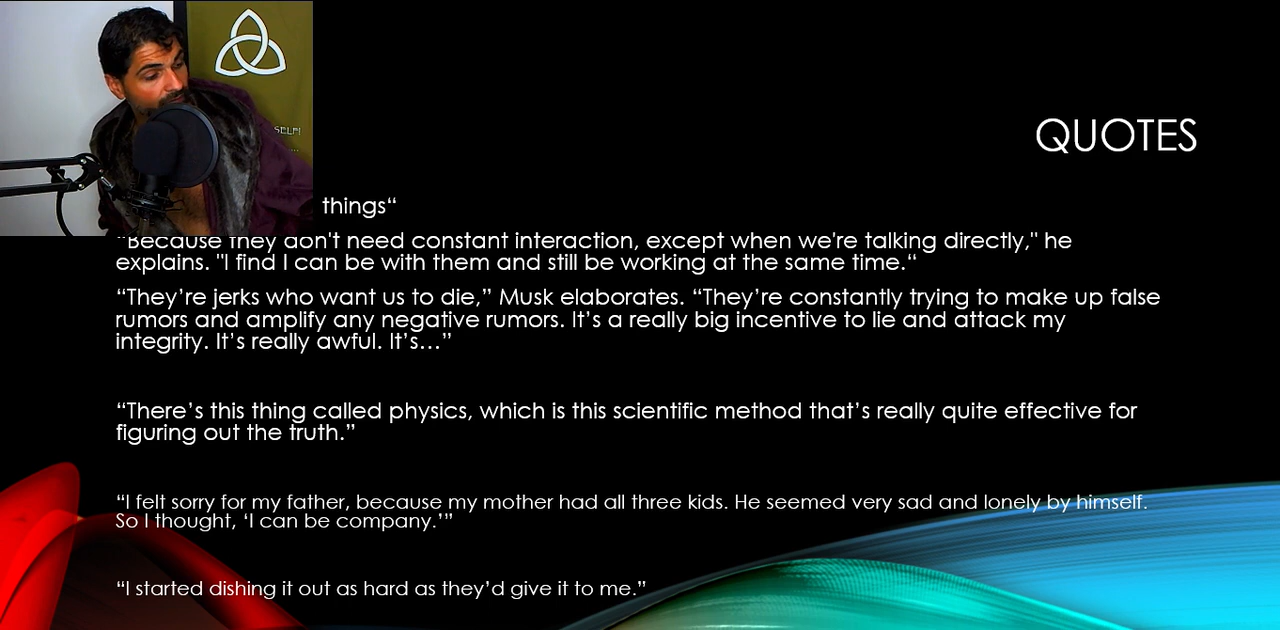 SELF!
QUOTES
things“
“Because they don't need constant interaction, except when we're talking directly," he
explains. "I find I can be with them and still be working at the same time.“
“They’re jerks who want us to die,” Musk elaborates. “They’re constantly trying to make up false
rumors and amplify any negative rumors. It’s a really big incentive to lie and attack my
integrity. It’s really awful. It’s…”
“There’s this thing called physics, which is this scientific method that’s really quite effective for
figuring out the truth.”
“I felt sorry for my father, because my mother had all three kids. He seemed very sad and lonely by himself.
So I thought, ‘I can be company.’”
“I started dishing it out as hard as they’d give it to me.”